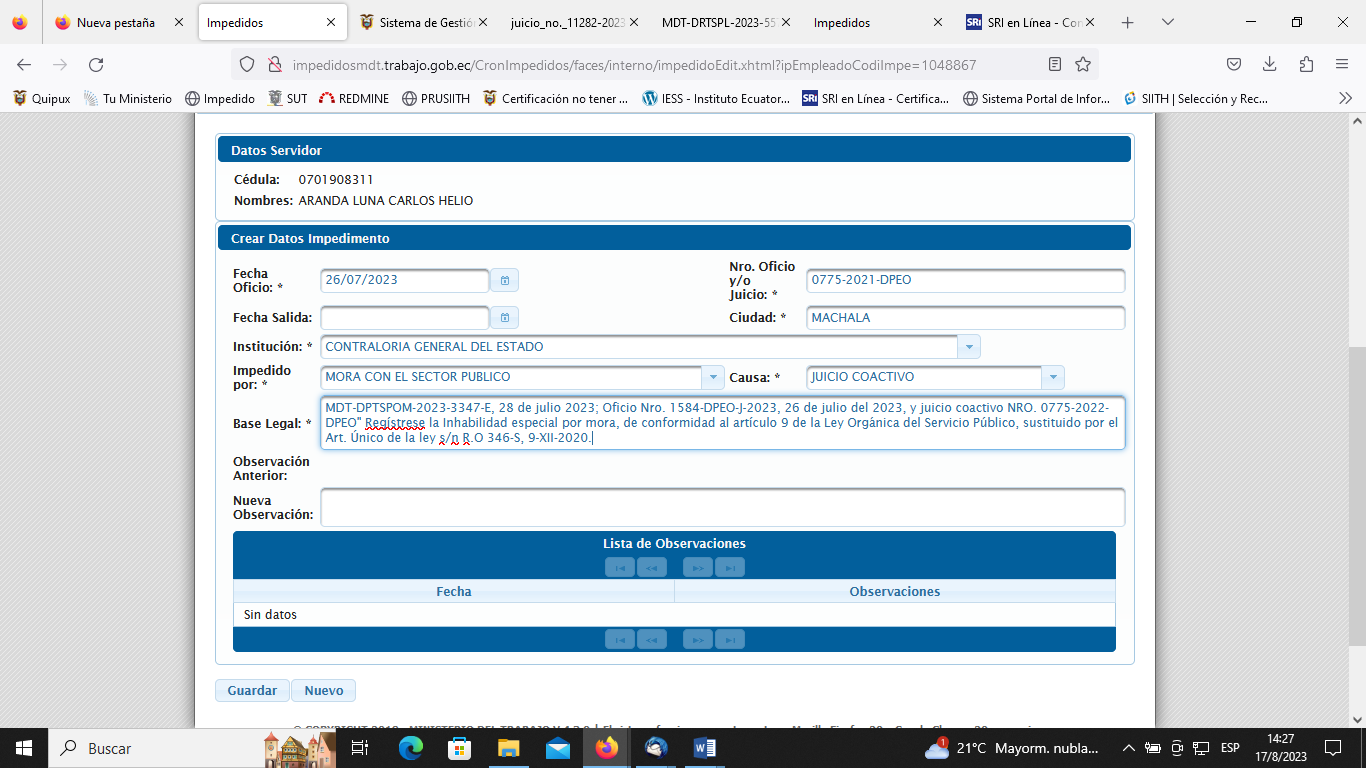 Nueva pestaña
Impedidos
Sistema de Gestión
juicio_no._11282-2023
MDT-DRTSPL-2023-55
Impedidos
SRI en Línea - Con
impedidosmdt.trabajo.gob.ec/CronImpedidos/faces/interno/impedidoEdit.xhtml?ipEmpleadoCodiImpe=1048867
Quipux
Tu Ministerio
Impedido
SUT
REDMINE
PRUSIITH
Certificación no tener ...
IESS - Instituto Ecuator...
SRI en Línea - Certifica...
Sistema Portal de Infor...
SIITH | Selección y Rec...
Datos Servidor
Cédula: 0701908311
Nombres: ARANDA LUNA CARLOS HELIO
Crear Datos Impedimento
Fecha
Oficio: *
26/07/2023
Nro. Oficio
y/o
Juicio: *
0775-2021-DPEO
Fecha Salida:
Ciudad: * MACHALA
Institución: * CONTRALORIA GENERAL DEL ESTADO
Impedido
por: *
MORA CON EL SECTOR PUBLICO
Causa: * JUICIO COACTIVO
Base Legal: *
MDT-DPTSPOM-2023-3347-E, 28 de julio 2023; Oficio Nro. 1584-DPEO-J-2023, 26 de julio del 2023, y juicio coactivo NRO. 0775-2022-
DPEO" Regístrese la Inhabilidad especial por mora, de conformidad al artículo 9 de la Ley Orgánica del Servicio Público, sustituido por el
Art. Único de la ley s/n R.O 346-S, 9-XII-2020.
Observación
Anterior:
Nueva
Observación:
Lista de Observaciones
Fecha
Observaciones
Sin datos
Guardar
Nuevo
Buscar
21°C Mayorm. nubla...
1
ESP
14:27
17/8/2023